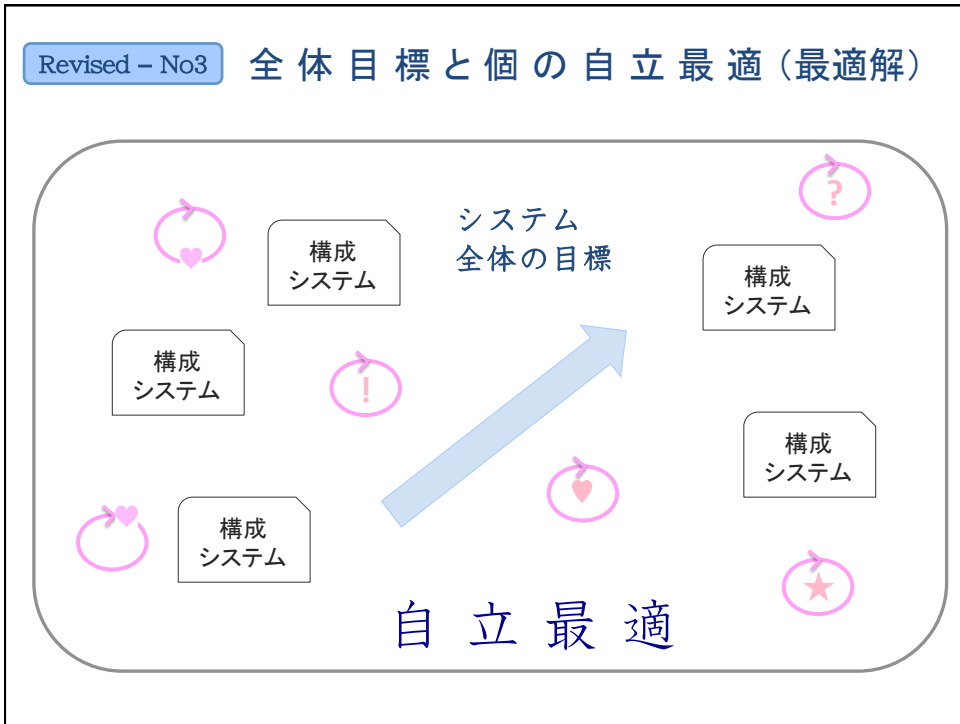 Revised – No3
全体目標と個の自立最適(最適解)
システム
全体の目標
?
構成
システム
構成
システム
構成
システム
!
構成
システム
構成
システム
自立最適